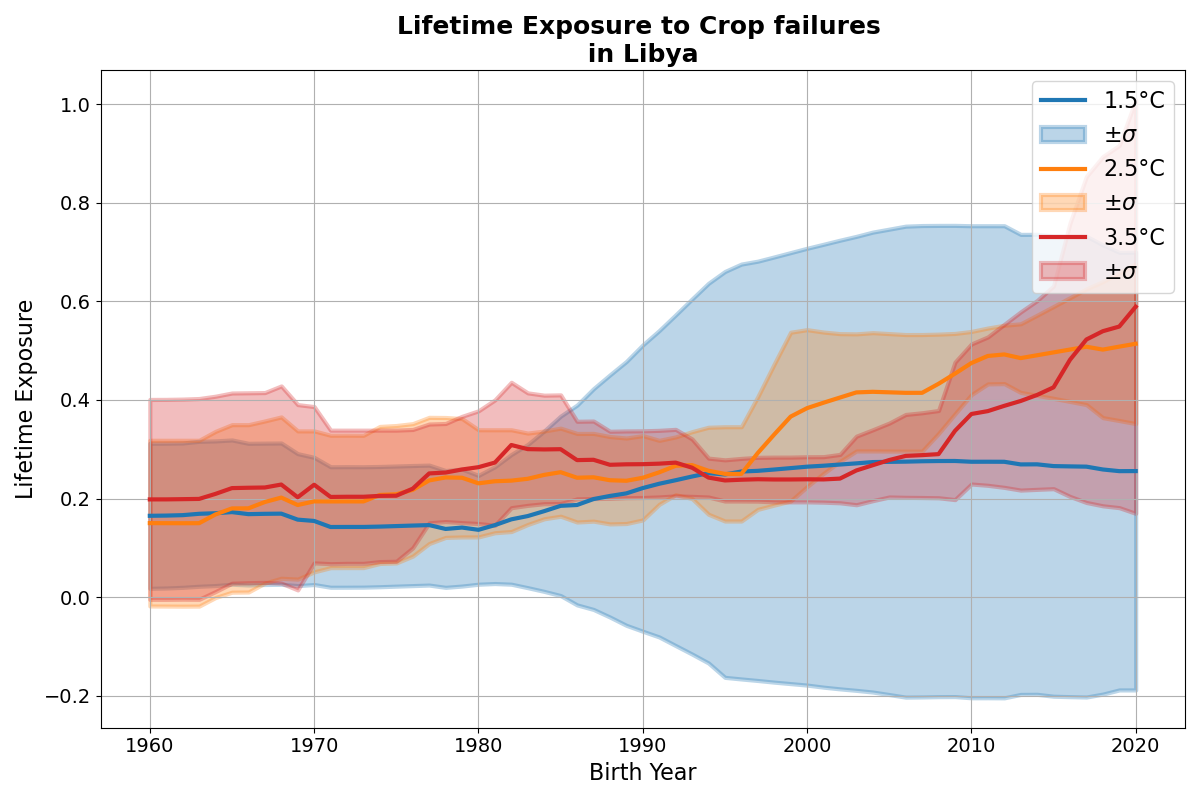 Lifetime Exposure to Crop failures
in Libya
1.0
0.8
0.6
0.4
0.2
0.0
−0.2
Lifetime Exposure
1.5°C
±σ
2.5°C
±σ
3.5°C
±σ
1960 1970 1980 1990 2000 2010 2020
Birth Year